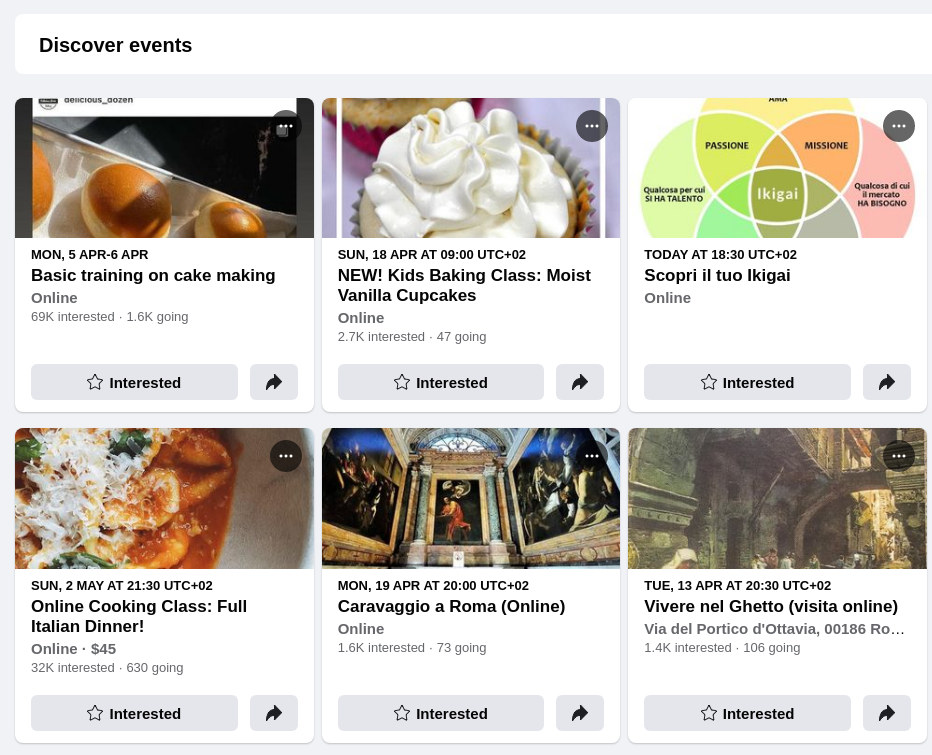 Discover events
delicious_dozen
MON, 5 APR-6 APR
Basic training on cake making
Online
69K interested · 1.6K going
Interested
SUN, 18 APR AT 09:00 UTC+02
NEW! Kids Baking Class: Moist
Vanilla Cupcakes
Online
2.7K interested · 47 going
Interested
AMA
PASSIONE
MISSIONE
Qualcosa per cui
SI HA TALENTO
Ikigai
Qualcosa di cui
il mercato
HA BISOGNO
TODAY AT 18:30 UTC+02
Scopri il tuo Ikigai
Online
Interested
SUN, 2 MAY AT 21:30 UTC+02
Online Cooking Class: Full
Italian Dinner!
Online · $45
32K interested · 630 going
Interested
MON, 19 APR AT 20:00 UTC+02
Caravaggio a Roma (Online)
Online
1.6K interested · 73 going
Interested
TUE, 13 APR AT 20:30 UTC+02
Vivere nel Ghetto (visita online)
Via del Portico d'Ottavia, 00186 Ro…
1.4K interested · 106 going
Interested